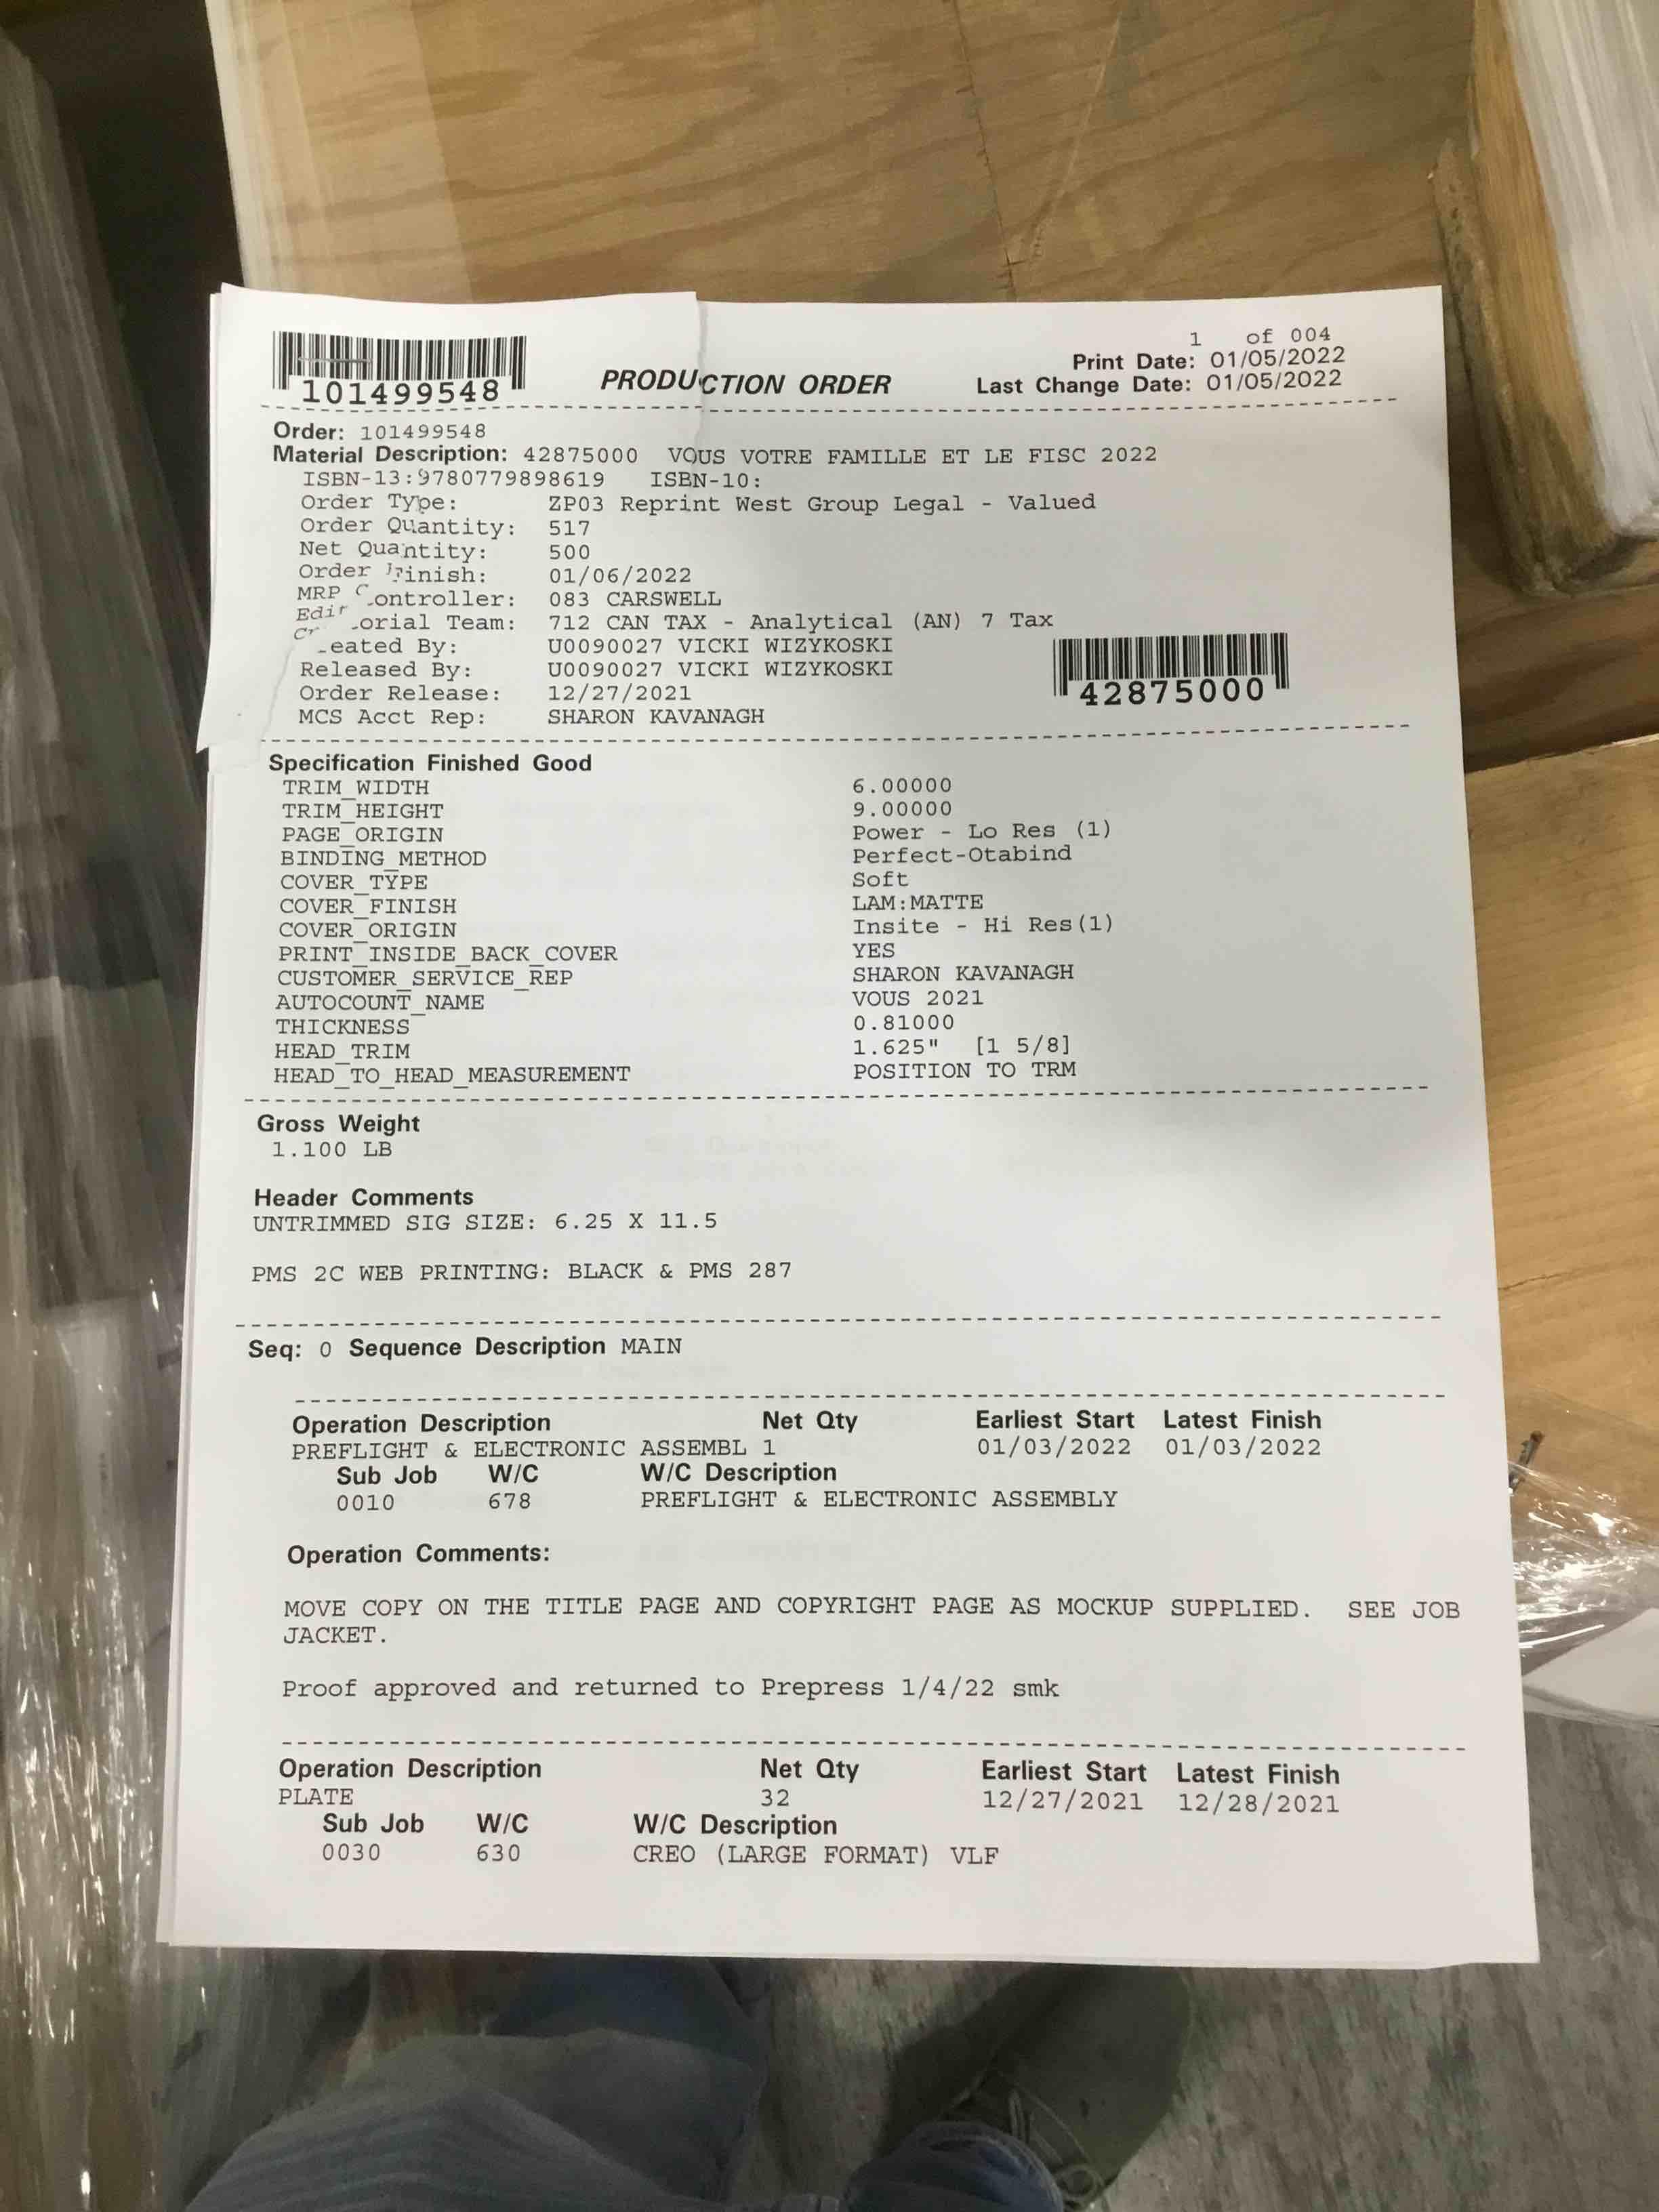 1 of 004
101499548
PRODUCTION ORDER
Print Date: 01/05/2022
Last Change Date: 01/05/2022
Order: 101499548
Material Description: 42875000 VOUS VOTRE FAMILLE ET LE FISC 2022
ISBN-13:9780779898619 ISBN-10:
Order Type: ZP03 Reprint West Group Legal - Valued
Order Quantity: 517
Net Quantity: 500
Order Finish: 01/06/2022
MRP Controller: 083 CARSWELL
Editorial Team: 712 CAN TAX - Analytical (AN) 7 Tax
Created By: U0090027 VICKI WIZYKOSKI
Released By: U0090027 VICKI WIZYKOSKI
Order Release: 12/27/2021
42875000
MCS Acct Rep: SHARON KAVANAGH
Specification Finished Good
TRIM_WIDTH 6.00000
TRIM_HEIGHT 9.00000
PAGE_ORIGIN Power - Lo Res (1)
BINDING_METHOD Perfect-Otabind
COVER_TYPE Soft
COVER_FINISH LAM:MATTE
COVER_ORIGIN Insite - Hi Res(1)
PRINT_INSIDE_BACK_COVER YES
CUSTOMER_SERVICE_REP SHARON KAVANAGH
AUTOCOUNT_NAME VOUS 2021
THICKNESS 0.81000
HEAD_TRIM 1.625" [1 5/8]
HEAD_TO_HEAD_MEASUREMENT POSITION TO TRM
Gross Weight
1.100 LB
Header Comments
UNTRIMMED SIG SIZE: 6.25 X 11.5
PMS 2C WEB PRINTING: BLACK & PMS 287
Seq: 0 Sequence Description MAIN
Operation Description Net Qty Earliest Start Latest Finish
PREFLIGHT & ELECTRONIC ASSEMBL 1 01/03/2022 01/03/2022
Sub Job W/C W/C Description
0010 678 PREFLIGHT & ELECTRONIC ASSEMBLY
Operation Comments:
MOVE COPY ON THE TITLE PAGE AND COPYRIGHT PAGE AS MOCKUP SUPPLIED. SEE JOB
JACKET.
Proof approved and returned to Prepress 1/4/22 smk
Operation Description Net Qty Earliest Start Latest Finish
PLATE 32 12/27/2021 12/28/2021
Sub Job W/C W/C Description
0030 630 CREO (LARGE FORMAT) VLF